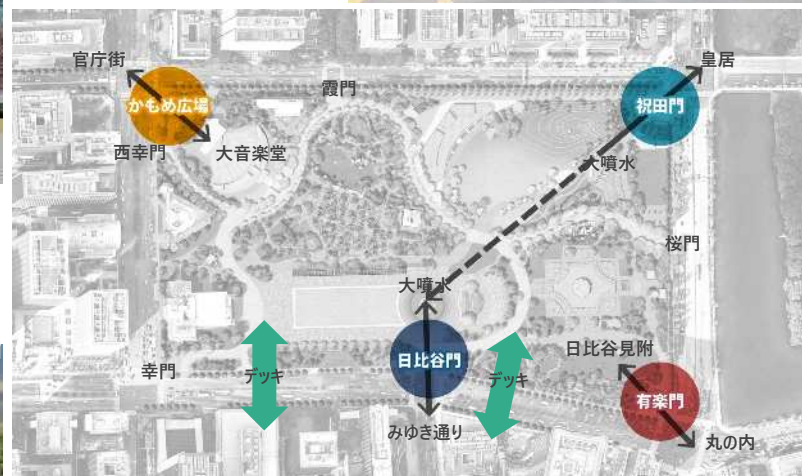 官庁街
皇居
かもめ広場
霞門
祝田門
西幸門
大音楽堂
大噴水
桜門
大噴水
日比谷見附
日比谷門
幸門
デッキ
デッキ
有楽門
みゆき通り
丸の内